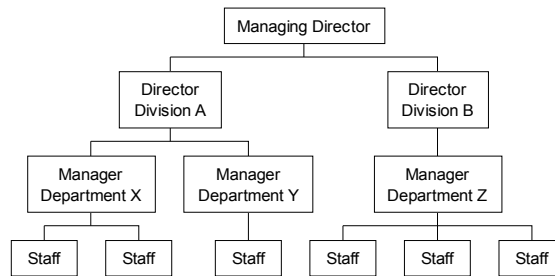 Managing Director
Director
Division A
Director
Division B
Manager
Department X
Manager
Department Y
Manager
Department Z
Staff
Staff
Staff
Staff
Staff
Staff